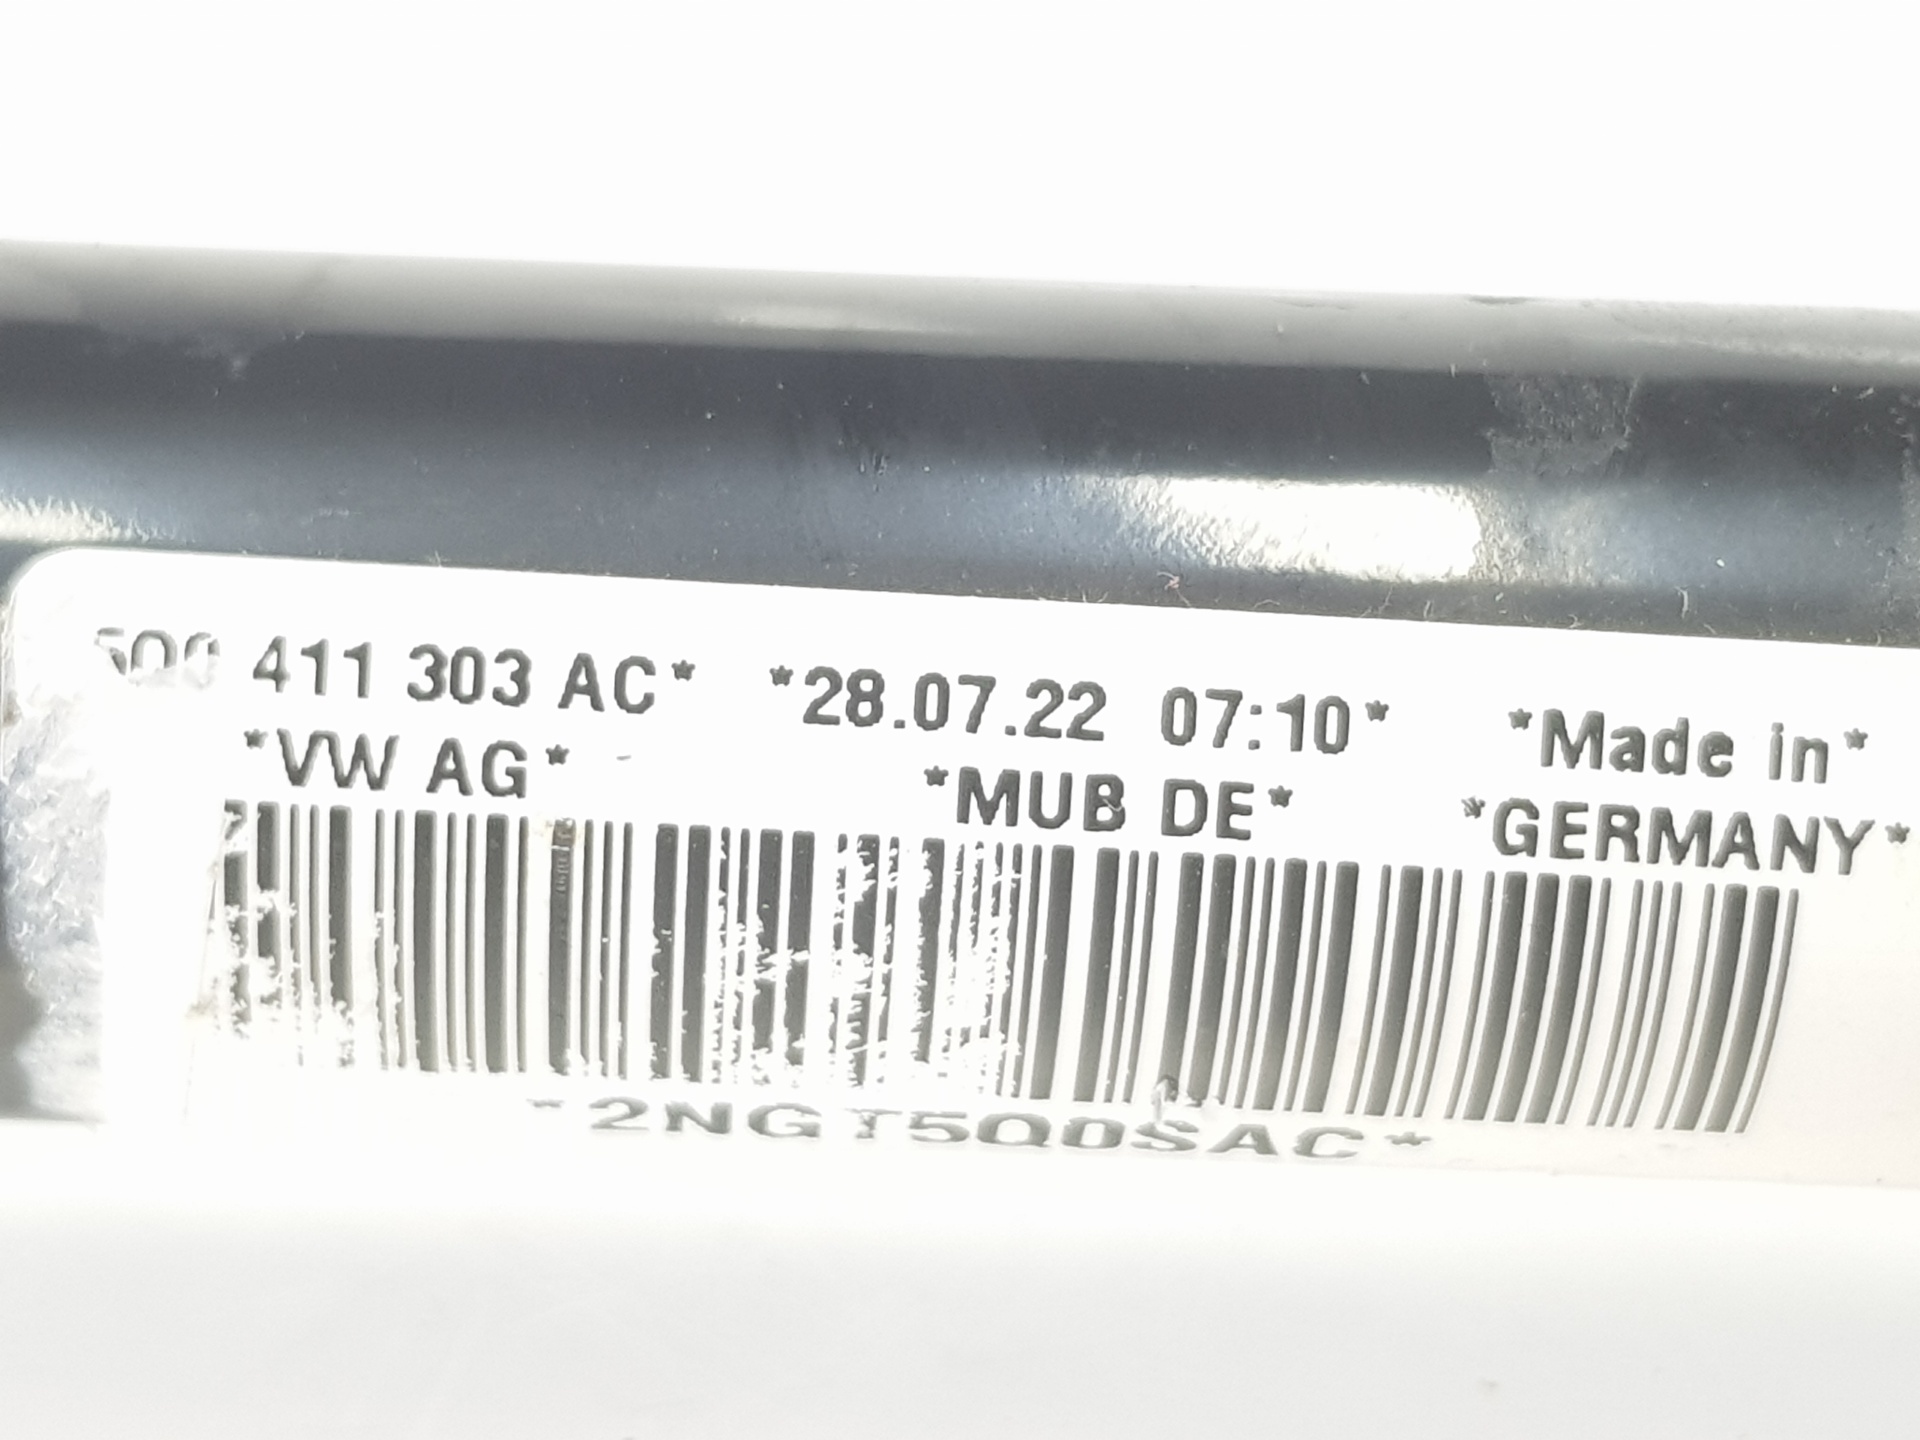 5Q0 411 303 AC* *28.07.22 07:10* *Made in*
*VW AG* *MUB DE* *GERMANY*
*2NGT5Q0SAC*